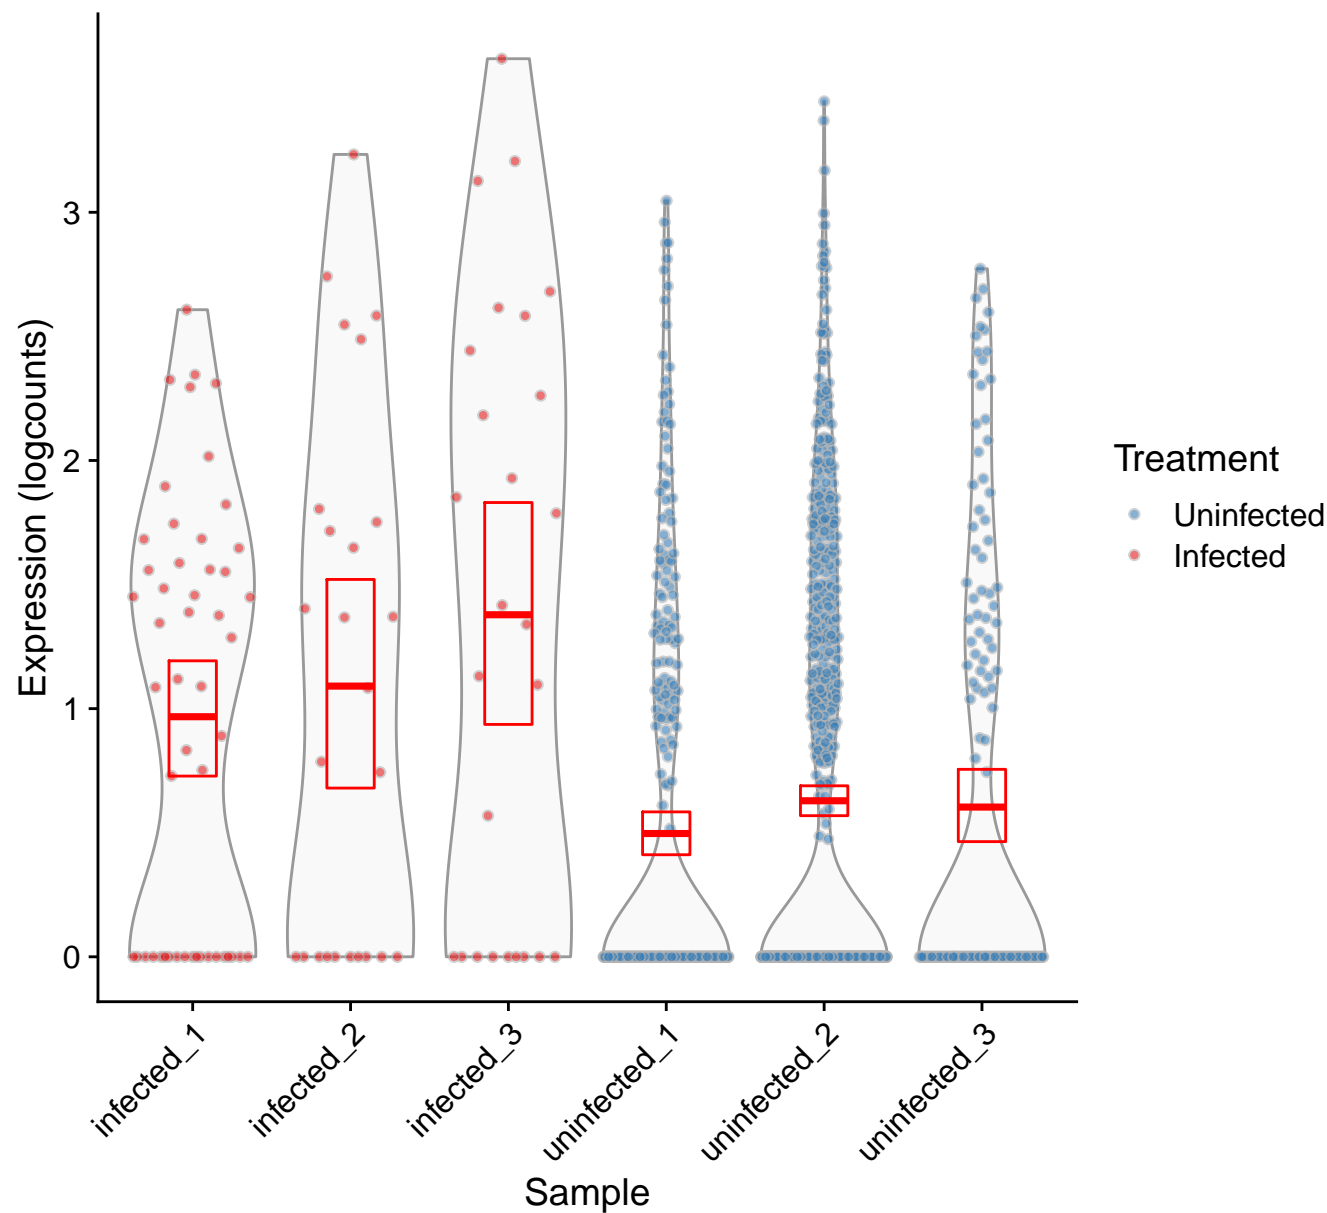 Expression (logcounts)
3
2
1
0
infected_1
infected_2
infected_3
uninfected_1
uninfected_2
uninfected_3
Sample
Treatment
Uninfected
Infected